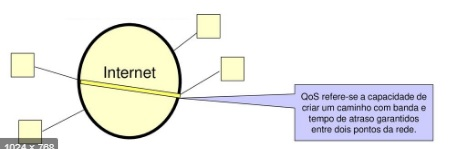 Internet
QoS refere-se a capacidade de
criar um caminho com banda e
tempo de atraso garantidos
entre dois pontos da rede.
1024 x 768